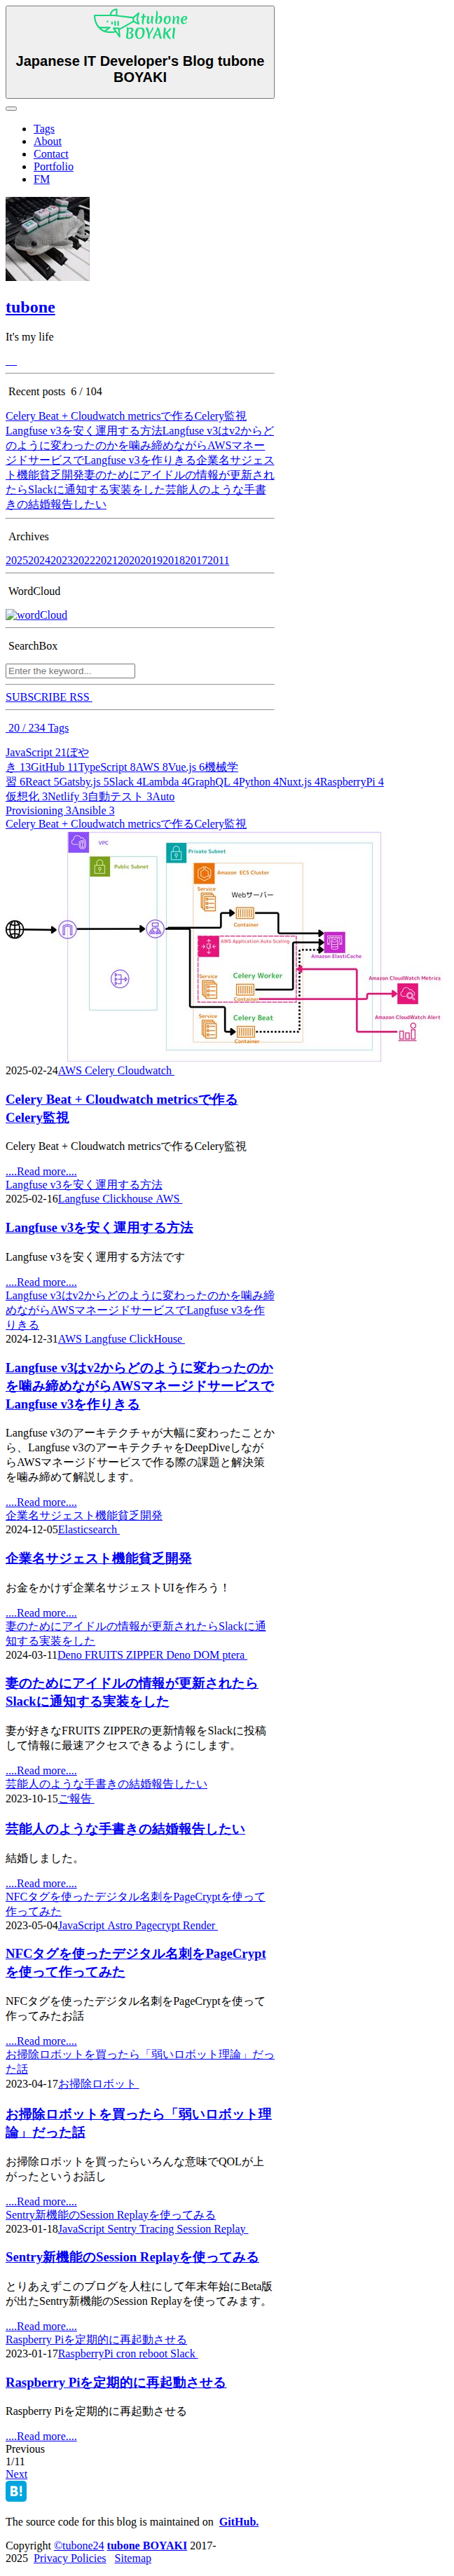 tubone
BOYAKI
Japanese IT Developer's Blog tubone
BOYAKI
Tags
About
Contact
Portfolio
FM
tubone
It's my life
Recent posts 6 / 104
Celery Beat + Cloudwatch metricsで作るCelery監視
Langfuse v3を安く運用する方法Langfuse v3はv2からど
のように変わったのかを噛み締めながらAWSマネー
ジドサービスでLangfuse v3を作りきる企業名サジェス
ト機能貧乏開発妻のためにアイドルの情報が更新され
たらSlackに通知する実装をした芸能人のような手書
きの結婚報告したい
Archives
2025202420232022202120202019201820172011
WordCloud
wordCloud
SearchBox
Enter the keyword...
SUBSCRIBE RSS
20 / 234 Tags
JavaScript 21ぼや
き 13GitHub 11TypeScript 8AWS 8Vue.js 6機械学
習 6React 5Gatsby.js 5Slack 4Lambda 4GraphQL 4Python 4Nuxt.js 4RaspberryPi 4
仮想化 3Netlify 3自動テスト 3Auto
Provisioning 3Ansible 3
Celery Beat + Cloudwatch metricsで作るCelery監視
VPC
Public Subnet
Private Subnet
Amazon ECS Cluster
Service
Webサーバー
Container
AWS Application Auto Scaling
Amazon ElastiCache
Service
Celery Worker
Container
Amazon CloudWatch Metrics
Service
Celery Beat
Container
Amazon CloudWatch Alert
2025-02-24AWS Celery Cloudwatch
Celery Beat + Cloudwatch metricsで作る
Celery監視
Celery Beat + Cloudwatch metricsで作るCelery監視
....Read more....
Langfuse v3を安く運用する方法
2025-02-16Langfuse Clickhouse AWS
Langfuse v3を安く運用する方法
Langfuse v3を安く運用する方法です
....Read more....
Langfuse v3はv2からどのように変わったのかを噛み締
めながらAWSマネージドサービスでLangfuse v3を作
りきる
2024-12-31AWS Langfuse ClickHouse
Langfuse v3はv2からどのように変わったのか
を噛み締めながらAWSマネージドサービスで
Langfuse v3を作りきる
Langfuse v3のアーキテクチャが大幅に変わったことか
ら、Langfuse v3のアーキテクチャをDeepDiveしなが
らAWSマネージドサービスで作る際の課題と解決策
を噛み締めて解説します。
....Read more....
企業名サジェスト機能貧乏開発
2024-12-05Elasticsearch
企業名サジェスト機能貧乏開発
お金をかけず企業名サジェストUIを作ろう！
....Read more....
妻のためにアイドルの情報が更新されたらSlackに通
知する実装をした
2024-03-11Deno FRUITS ZIPPER Deno DOM ptera
妻のためにアイドルの情報が更新されたら
Slackに通知する実装をした
妻が好きなFRUITS ZIPPERの更新情報をSlackに投稿
して情報に最速アクセスできるようにします。
....Read more....
芸能人のような手書きの結婚報告したい
2023-10-15ご報告
芸能人のような手書きの結婚報告したい
結婚しました。
....Read more....
NFCタグを使ったデジタル名刺をPageCryptを使って
作ってみた
2023-05-04JavaScript Astro Pagecrypt Render
NFCタグを使ったデジタル名刺をPageCrypt
を使って作ってみた
NFCタグを使ったデジタル名刺をPageCryptを使って
作ってみたお話
....Read more....
お掃除ロボットを買ったら「弱いロボット理論」だっ
た話
2023-04-17お掃除ロボット
お掃除ロボットを買ったら「弱いロボット理
論」だった話
お掃除ロボットを買ったらいろんな意味でQOLが上
がったというお話し
....Read more....
Sentry新機能のSession Replayを使ってみる
2023-01-18JavaScript Sentry Tracing Session Replay
Sentry新機能のSession Replayを使ってみる
とりあえずこのブログを人柱にして年末年始にBeta版
が出たSentry新機能のSession Replayを使ってみます。
....Read more....
Raspberry Piを定期的に再起動させる
2023-01-17RaspberryPi cron reboot Slack
Raspberry Piを定期的に再起動させる
Raspberry Piを定期的に再起動させる
....Read more....
Previous
1/11
Next
B!
The source code for this blog is maintained on GitHub.
Copyright ©tubone24 tubone BOYAKI 2017-
2025 Privacy Policies Sitemap